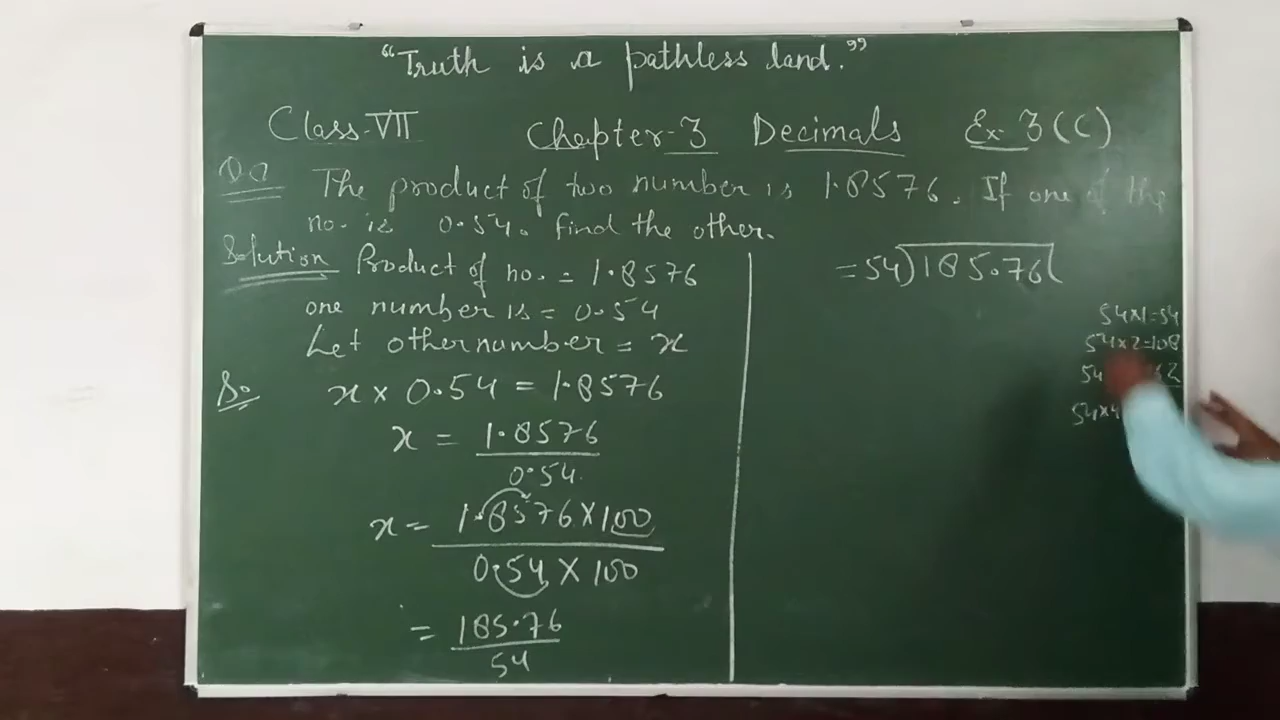 “Truth is a pathless land.”
Class-VII Chapter-3 Decimals Ex-3(C)
The product of two number is 1.8576. If one of the
no. is 0.54. find the other.
Solution Product of no. = 1.8576
one number is = 0.54
Let other number = x
So x × 0.54 = 1.8576
x = 1.8576
0.54
x = 1.8576 × 100
0.54 × 100
= 185.76
54
= 54)185.76(
54×1=54
54×2=108
54 2
54×4